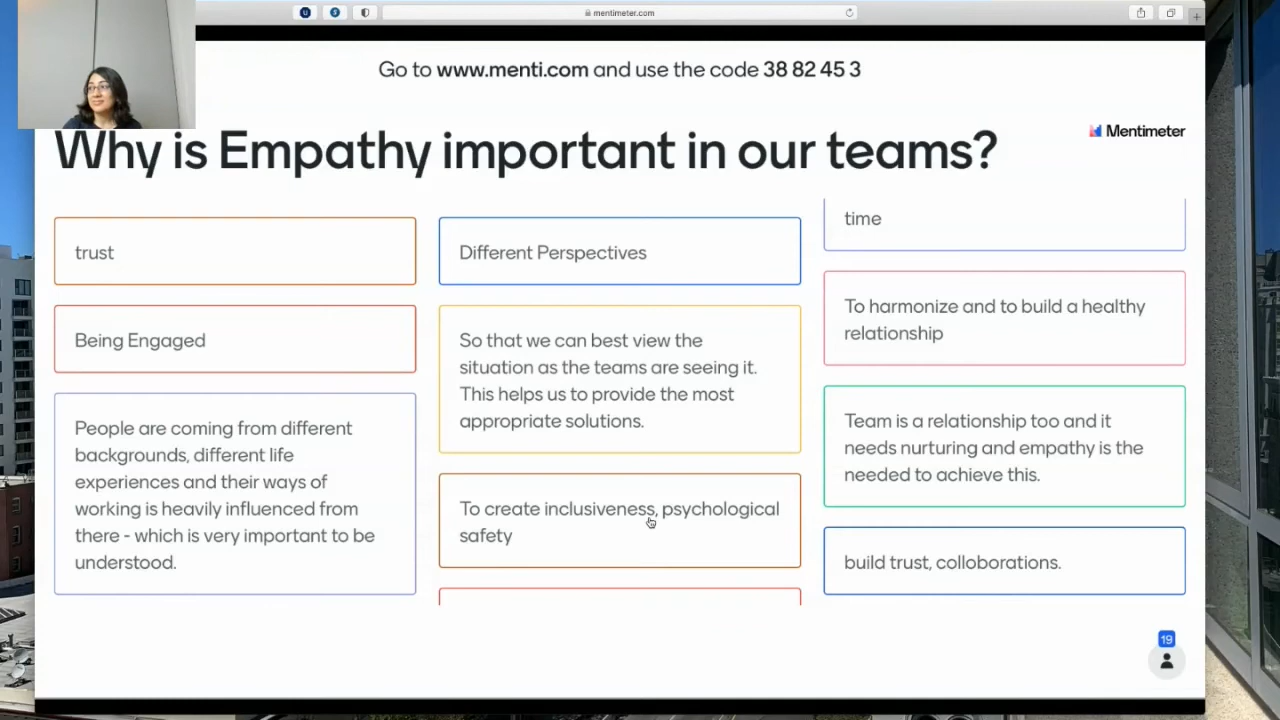 mentimeter.com
Go to www.menti.com and use the code 38 82 45 3
Why is Empathy important in our teams?
Mentimeter
trust
Being Engaged
People are coming from different
backgrounds, different life
experiences and their ways of
working is heavily influenced from
there - which is very important to be
understood.
Different Perspectives
So that we can best view the
situation as the teams are seeing it.
This helps us to provide the most
appropriate solutions.
To create inclusiveness, psychological
safety
time
To harmonize and to build a healthy
relationship
Team is a relationship too and it
needs nurturing and empathy is the
needed to achieve this.
build trust, colloborations.
19